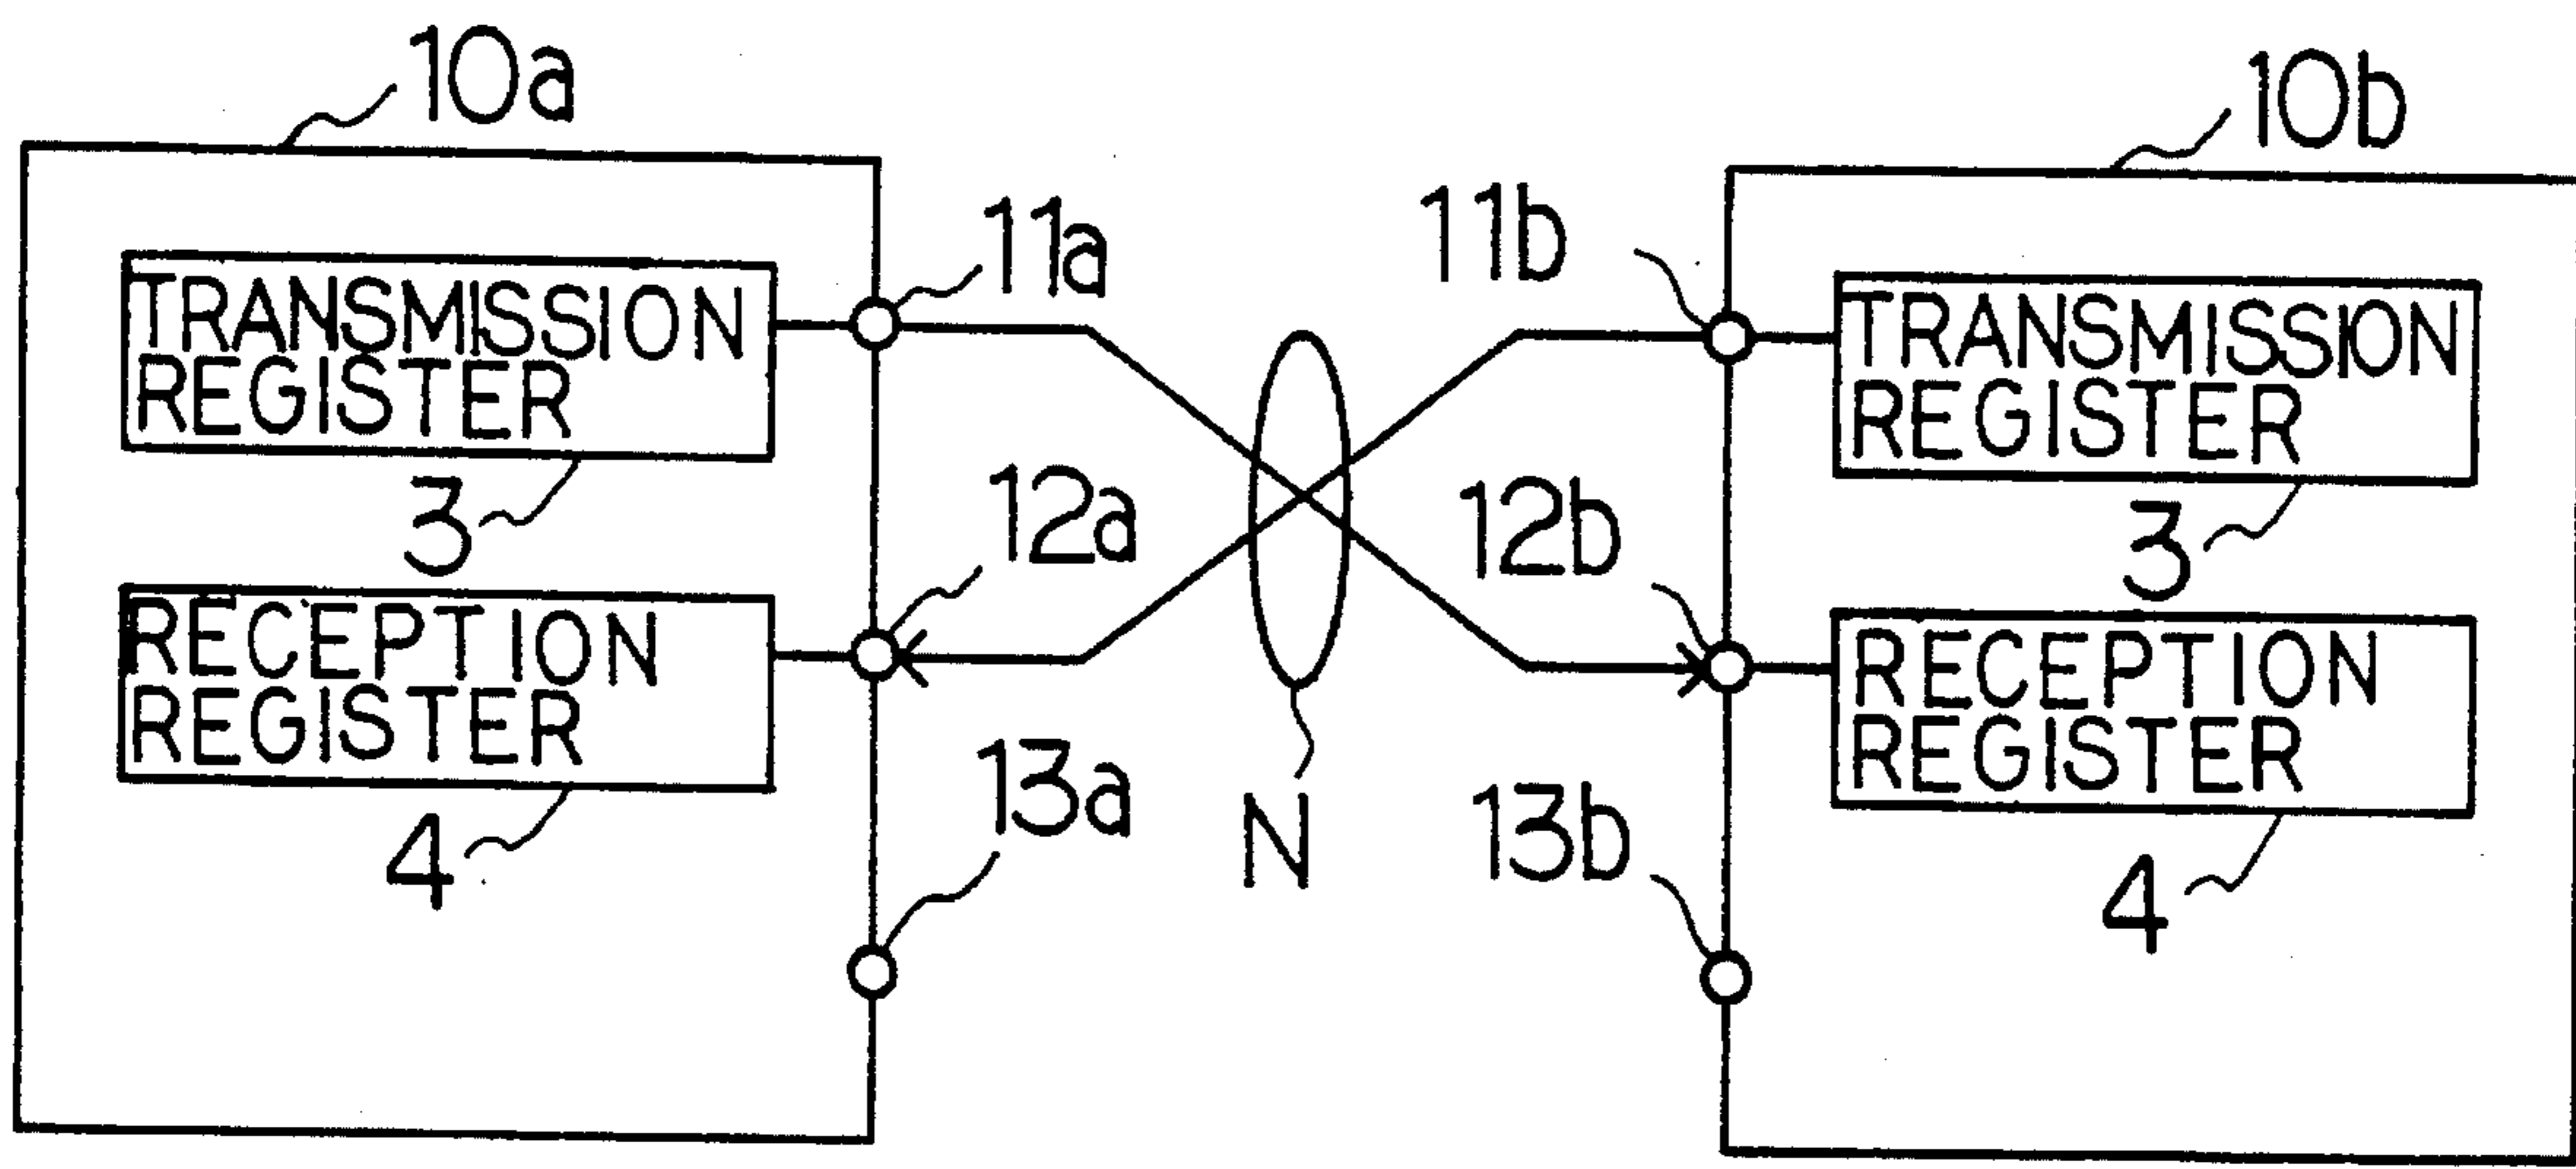 10a
10b
11a
11b
TRANSMISSION
REGISTER
TRANSMISSION
REGISTER
3
12a
12b
3
RECEPTION
REGISTER
RECEPTION
REGISTER
13a
N
13b
4
4